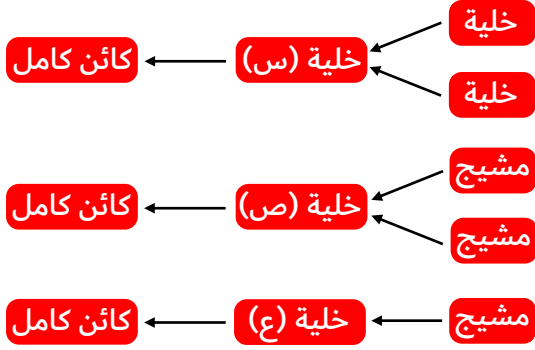 خلية
خلية (س)
كائن كامل
خلية
مشيج
خلية (ص)
كائن كامل
مشيج
مشيج
خلية (ع)
كائن كامل